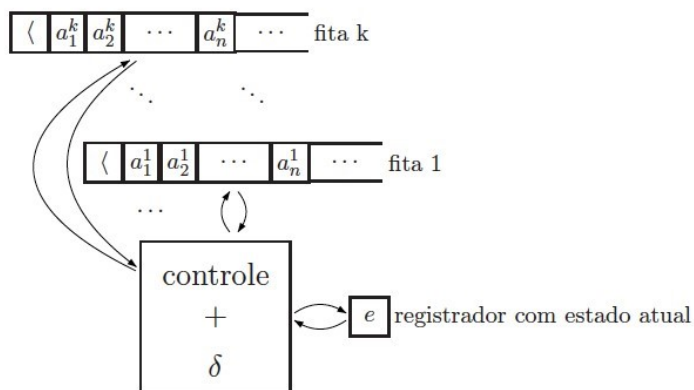 ⟨ a₁ᵏ a₂ᵏ ⋯ aₙᵏ ⋯ fita k
⋱ ⋱
⟨ a₁¹ a₂¹ ⋯ aₙ¹ ⋯ fita 1
⋯
controle
+
δ
e registrador com estado atual